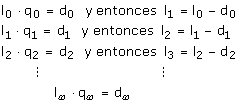 l₀ · q₀ = d₀ y entonces l₁ = l₀ − d₀
l₁ · q₁ = d₁ y entonces l₂ = l₁ − d₁
l₂ · q₂ = d₂ y entonces l₃ = l₂ − d₂
⋮ ⋮
l_ω · q_ω = d_ω